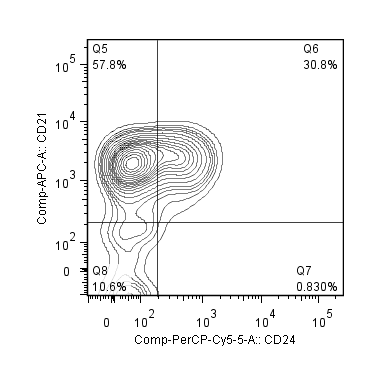 Q5
57.8%
Q6
30.8%
10^5
10^4
10^3
10^2
0
Comp-APC-A:: CD21
Q8
10.6%
Q7
0.830%
0
10^2
10^3
10^4
10^5
Comp-PerCP-Cy5-5-A:: CD24